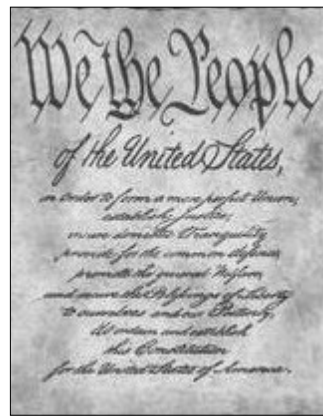 We the People
of the United States,
in Order to form a more perfect Union,
establish Justice,
insure domestic Tranquility
provide for the common defence,
promote the general Welfare,
and secure the Blessings of Liberty
to ourselves and our Posterity,
do ordain and establish
this Constitution
for the United States of America.